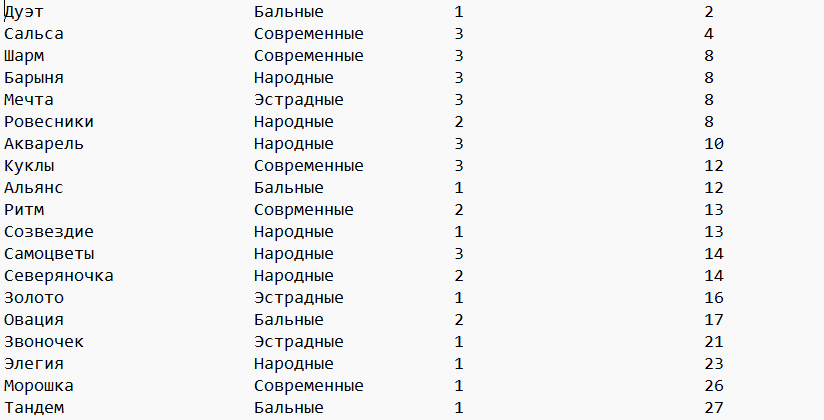 Дуэт Бальные 1 2
Сальса Современные 3 4
Шарм Современные 3 8
Барыня Народные 3 8
Мечта Эстрадные 3 8
Ровесники Народные 2 8
Акварель Народные 3 10
Куклы Современные 3 12
Альянс Бальные 1 12
Ритм Соврменные 2 13
Созвездие Народные 1 13
Самоцветы Народные 3 14
Северяночка Народные 2 14
Золото Эстрадные 1 16
Овация Бальные 2 17
Звоночек Эстрадные 1 21
Элегия Народные 1 23
Морошка Современные 1 26
Тандем Бальные 1 27